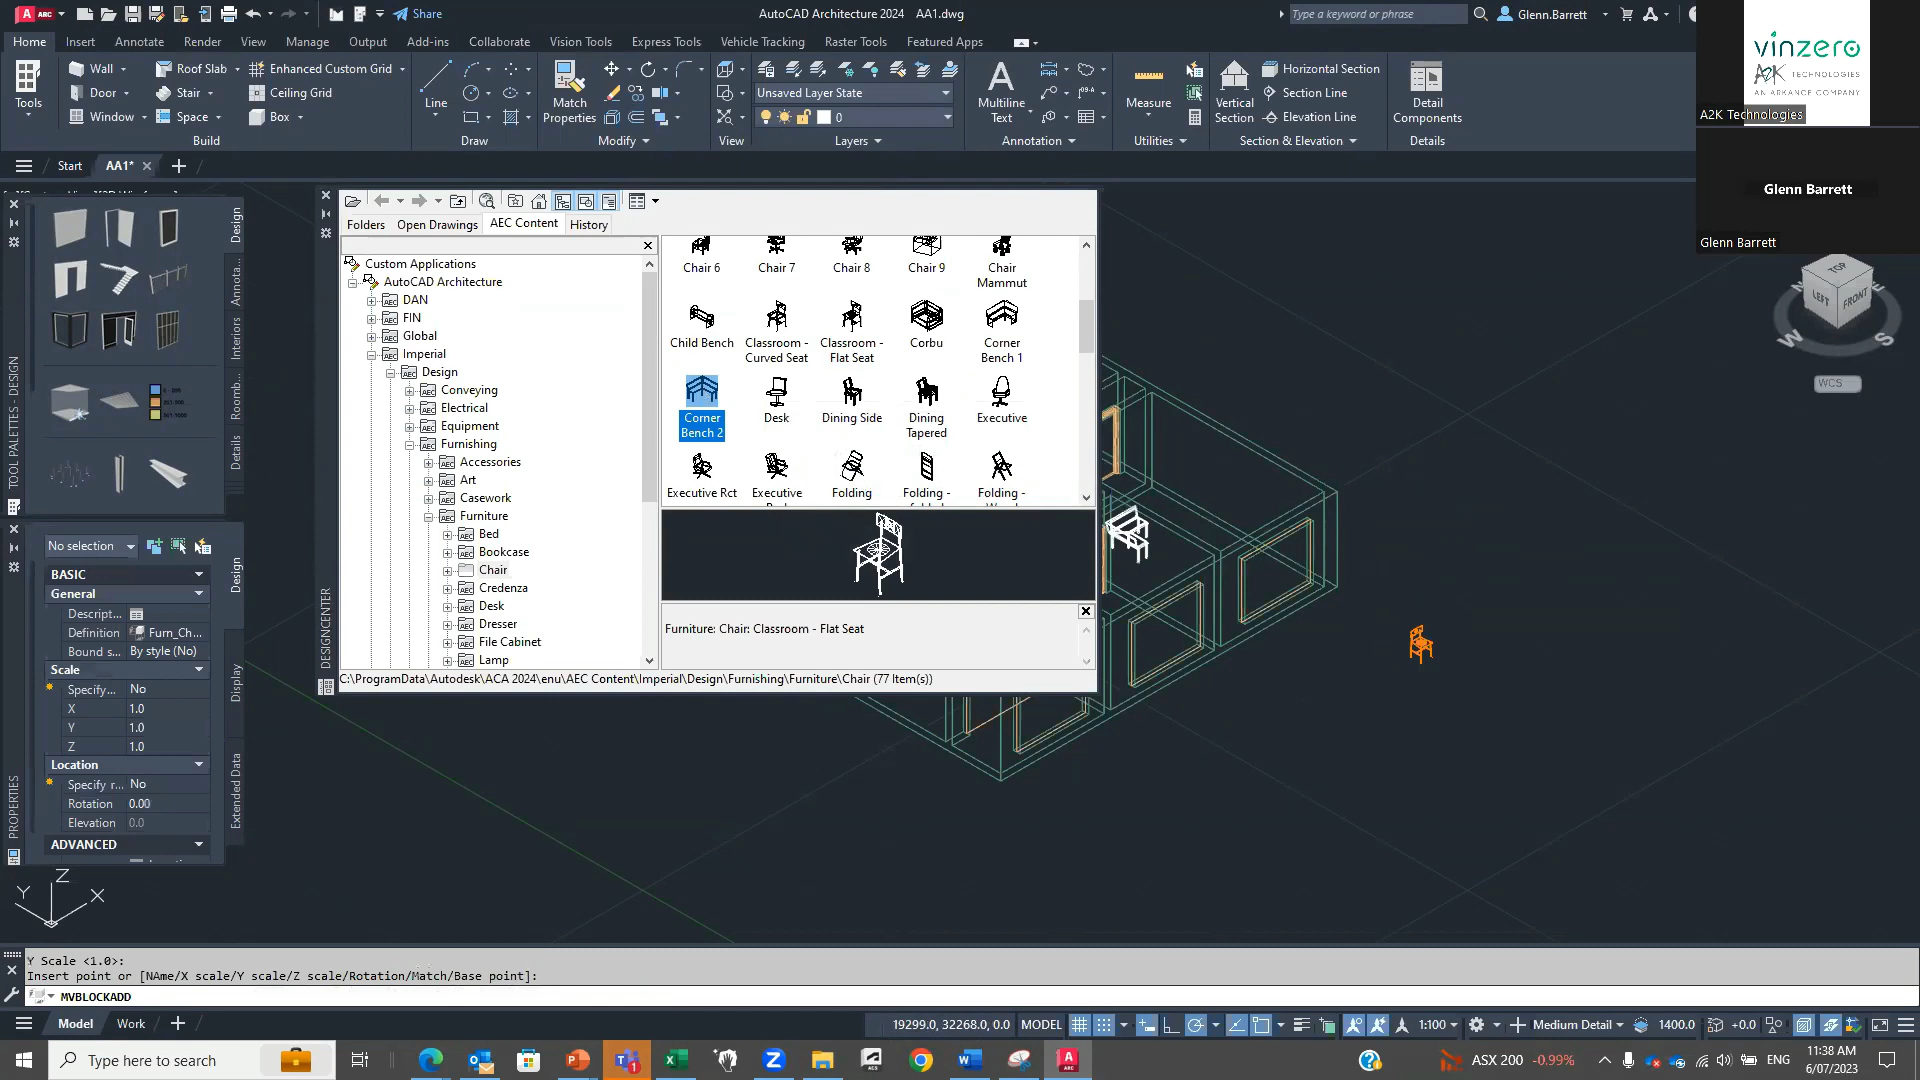 ARC
Share
AutoCAD Architecture 2024 AA1.dwg
Type a keyword or phrase
Glenn.Barrett
Home Insert Annotate Render View Manage Output Add-ins Collaborate Vision Tools Express Tools Vehicle Tracking Raster Tools Featured Apps
Tools
Wall
Door
Window
Roof Slab
Stair
Space
Enhanced Custom Grid
Ceiling Grid
Box
Build
Line
Draw
Match Properties
Modify
View
Unsaved Layer State
0
Layers
Multiline Text
Annotation
Measure
Utilities
Vertical Section
Horizontal Section
Section Line
Elevation Line
Section & Elevation
Detail Components
Details
vinzero
A2K TECHNOLOGIES
AN ARKANCE COMPANY
A2K Technologies
Glenn Barrett
Glenn Barrett
Start
AA1*
TOOL PALETTES - DESIGN
Design
Annota...
Interiors
Roomb...
Details
Folders Open Drawings AEC Content History
Custom Applications
AutoCAD Architecture
DAN
FIN
Global
Imperial
Design
Conveying
Electrical
Equipment
Furnishing
Accessories
Art
Casework
Furniture
Bed
Bookcase
Chair
Credenza
Desk
Dresser
File Cabinet
Lamp
DESIGNCENTER
Chair 6 Chair 7 Chair 8 Chair 9 Chair Mammut
Child Bench Classroom - Curved Seat Classroom - Flat Seat Corbu Corner Bench 1
Corner Bench 2 Desk Dining Side Dining Tapered Executive
Executive Rct Executive Folding Folding - Folding -
Furniture: Chair: Classroom - Flat Seat
C:\ProgramData\Autodesk\ACA 2024\enu\AEC Content\Imperial\Design\Furnishing\Furniture\Chair (77 Item(s))
TOP
LEFT FRONT
W S
WCS
No selection
BASIC
General
Descript...
Definition Furn_Ch...
Bound s... By style (No)
Scale
Specify... No
X 1.0
Y 1.0
Z 1.0
Location
Specify r... No
Rotation 0.00
Elevation 0.0
ADVANCED
PROPERTIES
Design
Display
Extended Data
Z
Y X
Y Scale <1.0>:
Insert point or [NAme/X scale/Y scale/Z scale/Rotation/Match/Base point]:
MVBLOCKADD
Model Work
19299.0, 32268.0, 0.0 MODEL 1:100 Medium Detail 1400.0 +0.0
Type here to search
ASX 200 -0.99% ENG
11:38 AM
6/07/2023